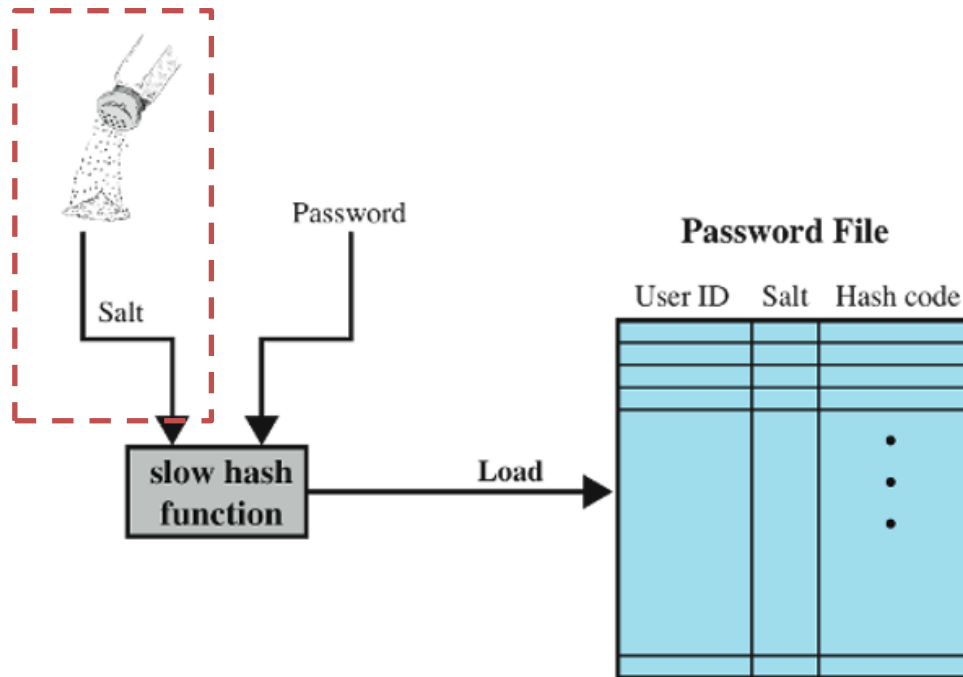 Password
Salt
slow hash
function
Load
Password File
User ID Salt Hash code